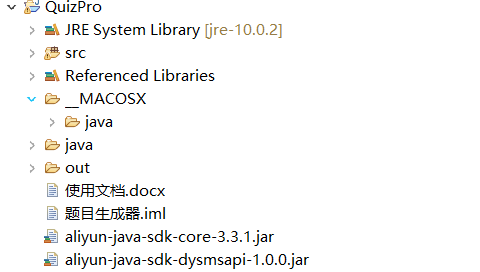 QuizPro
JRE System Library [jre-10.0.2]
src
Referenced Libraries
__MACOSX
java
java
out
使用文档.docx
题目生成器.iml
aliyun-java-sdk-core-3.3.1.jar
aliyun-java-sdk-dysmsapi-1.0.0.jar